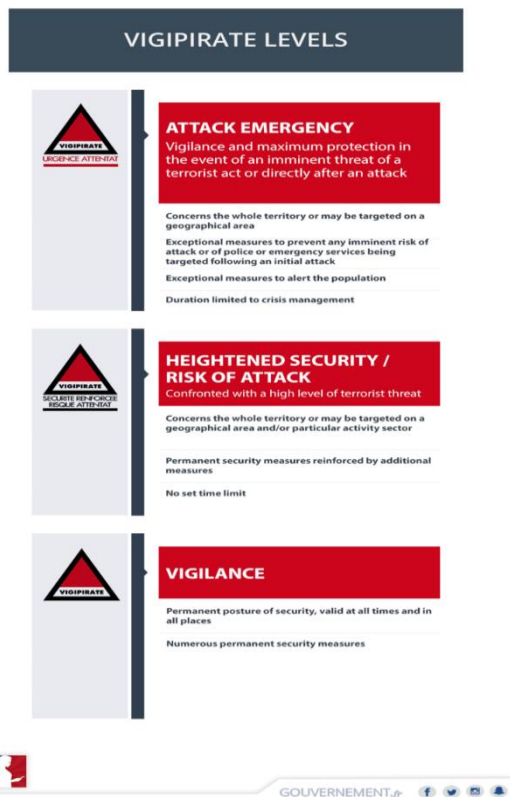 VIGIPIRATE LEVELS
VIGIPIRATE
URGENCE ATTENTAT
ATTACK EMERGENCY
Vigilance and maximum protection in
the event of an imminent threat of a
terrorist act or directly after an attack
Concerns the whole territory or may be targeted on a
geographical area
Exceptional measures to prevent any imminent risk of
attack or of police or emergency services being
targeted following an initial attack
Exceptional measures to alert the population
Duration limited to crisis management
VIGIPIRATE
SECURITE RENFORCEE
RISQUE ATTENTAT
HEIGHTENED SECURITY /
RISK OF ATTACK
Confronted with a high level of terrorist threat
Concerns the whole territory or may be targeted on a
geographical area and/or particular activity sector
Permanent security measures reinforced by additional
measures
No set time limit
VIGIPIRATE
VIGILANCE
Permanent posture of security, valid at all times and in
all places
Numerous permanent security measures
GOUVERNEMENT.fr